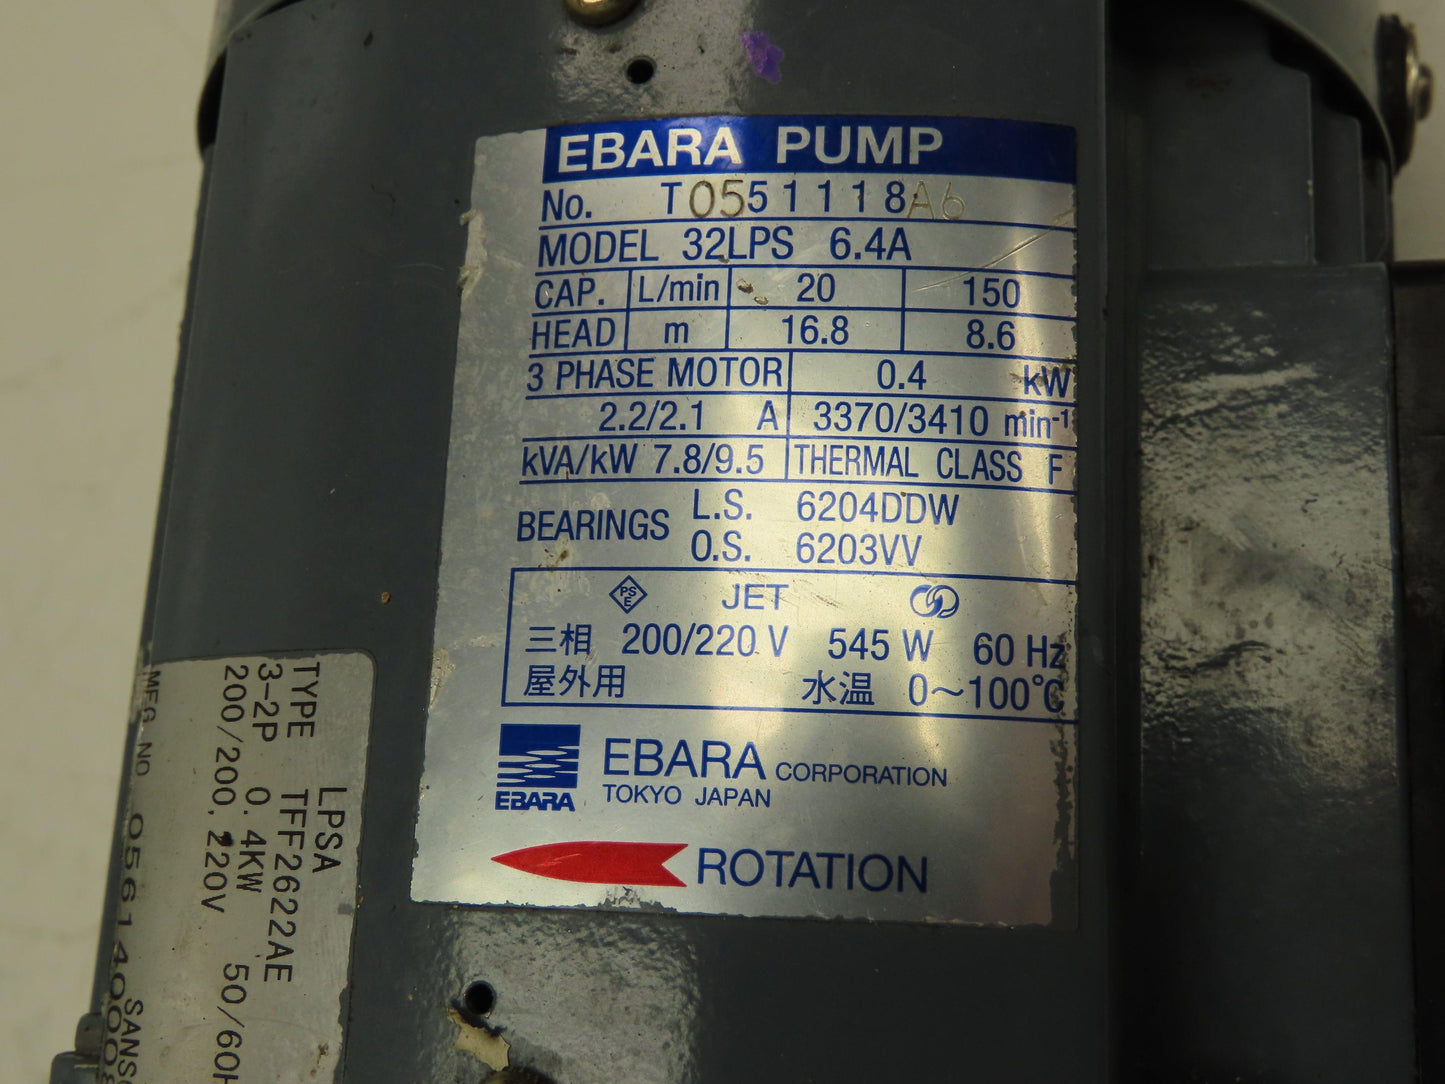 EBARA PUMP
No. T0551118A6
MODEL 32LPS 6.4A
CAP. L/min 20 150
HEAD m 16.8 8.6
3 PHASE MOTOR 0.4 kW
2.2/2.1 A 3370/3410 min⁻¹
kVA/kW 7.8/9.5 THERMAL CLASS F
BEARINGS L.S. 6204DDW
O.S. 6203VV
PS E JET
三相 200/220 V 545 W 60 Hz
屋外用 水温 0〜100℃
EBARA
EBARA CORPORATION
TOKYO JAPAN
ROTATION
LPSA
TYPE TFF2622AE
3-2P 0.4KW 50/60H
200/200,220V
MFG NO 056140008
SANSO